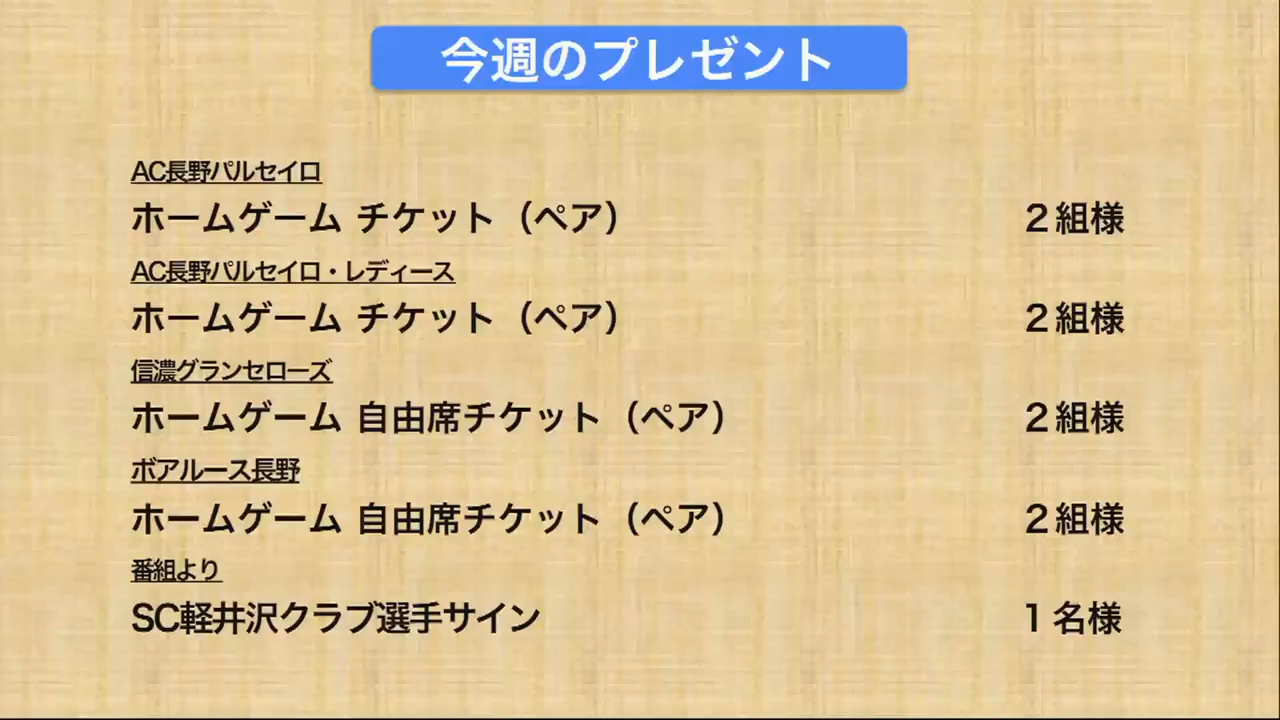 今週のプレゼント
AC長野パルセイロ
ホームゲーム チケット（ペア） ２組様
AC長野パルセイロ・レディース
ホームゲーム チケット（ペア） ２組様
信濃グランセローズ
ホームゲーム 自由席チケット（ペア） ２組様
ボアルース長野
ホームゲーム 自由席チケット（ペア） ２組様
番組より
SC軽井沢クラブ選手サイン １名様